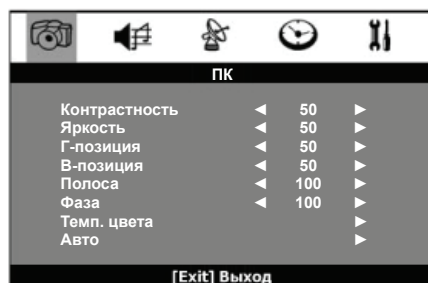 ПК
Контрастность ◄ 50 ►
Яркость ◄ 50 ►
Г-позиция ◄ 50 ►
В-позиция ◄ 50 ►
Полоса ◄ 100 ►
Фаза ◄ 100 ►
Темп. цвета ►
Авто ►
[Exit] Выход